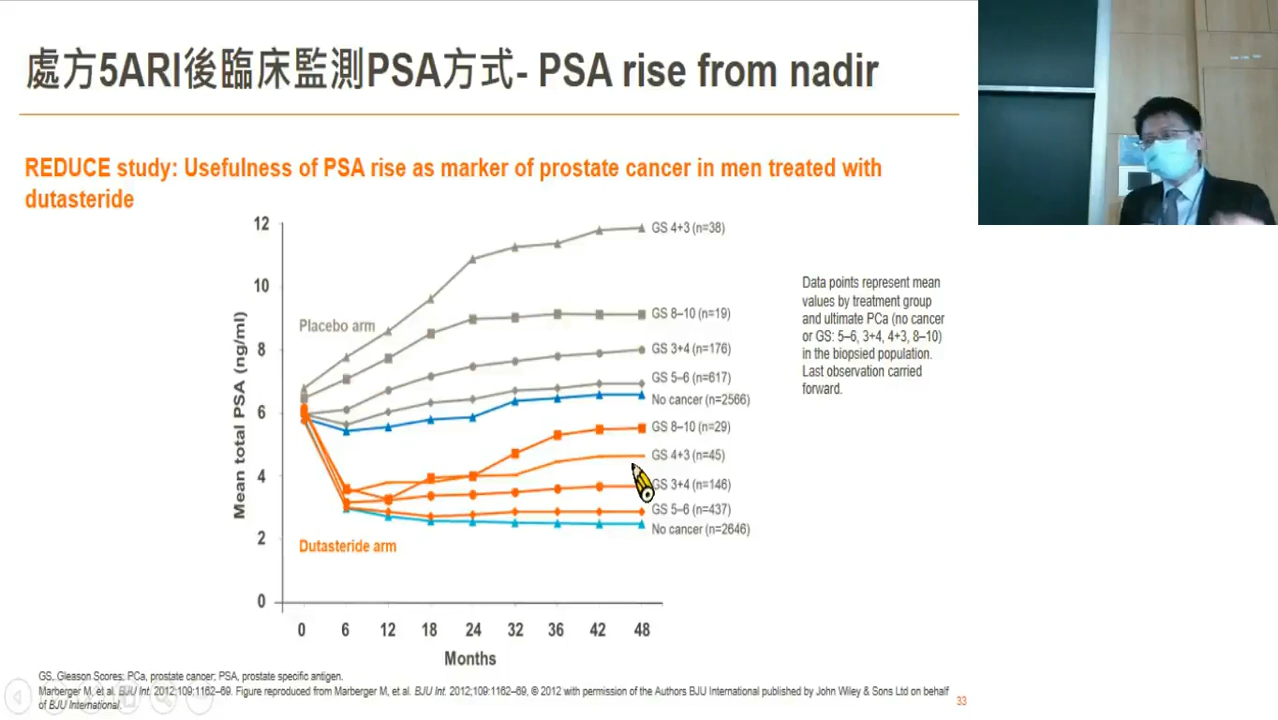 處方5ARI後臨床監測PSA方式- PSA rise from nadir
REDUCE study: Usefulness of PSA rise as marker of prostate cancer in men treated with
dutasteride
12
10
8
6
4
2
0
Mean total PSA (ng/ml)
Placebo arm
Dutasteride arm
GS 4+3 (n=38)
GS 8–10 (n=19)
GS 3+4 (n=176)
GS 5–6 (n=617)
No cancer (n=2566)
GS 8–10 (n=29)
GS 4+3 (n=45)
GS 3+4 (n=146)
GS 5–6 (n=437)
No cancer (n=2646)
0 6 12 18 24 32 36 42 48
Months
Data points represent mean
values by treatment group
and ultimate PCa (no cancer
or GS: 5–6, 3+4, 4+3, 8–10)
in the biopsied population.
Last observation carried
forward.
GS, Gleason Scores; PCa, prostate cancer; PSA, prostate specific antigen.
Marberger M, et al. BJU Int. 2012;109:1162–69. Figure reproduced from Marberger M, et al. BJU Int. 2012;109:1162–69, © 2012 with permission of the Authors BJU International published by John Wiley & Sons Ltd on behalf
of BJU International.
33